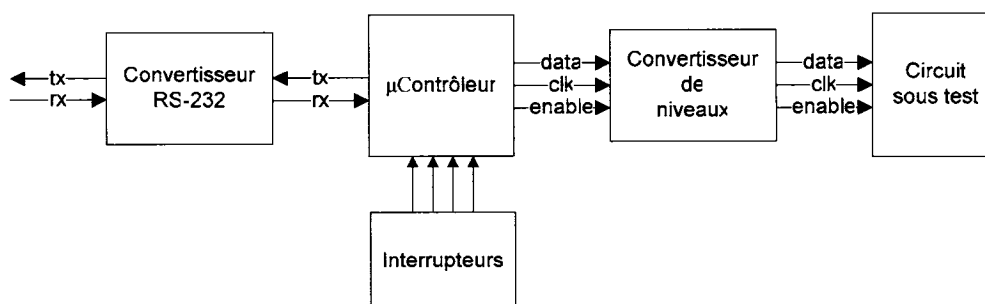 tx
rx
Convertisseur
RS-232
tx
rx
µContrôleur
data
clk
enable
Convertisseur
de
niveaux
data
clk
enable
Circuit
sous test
Interrupteurs